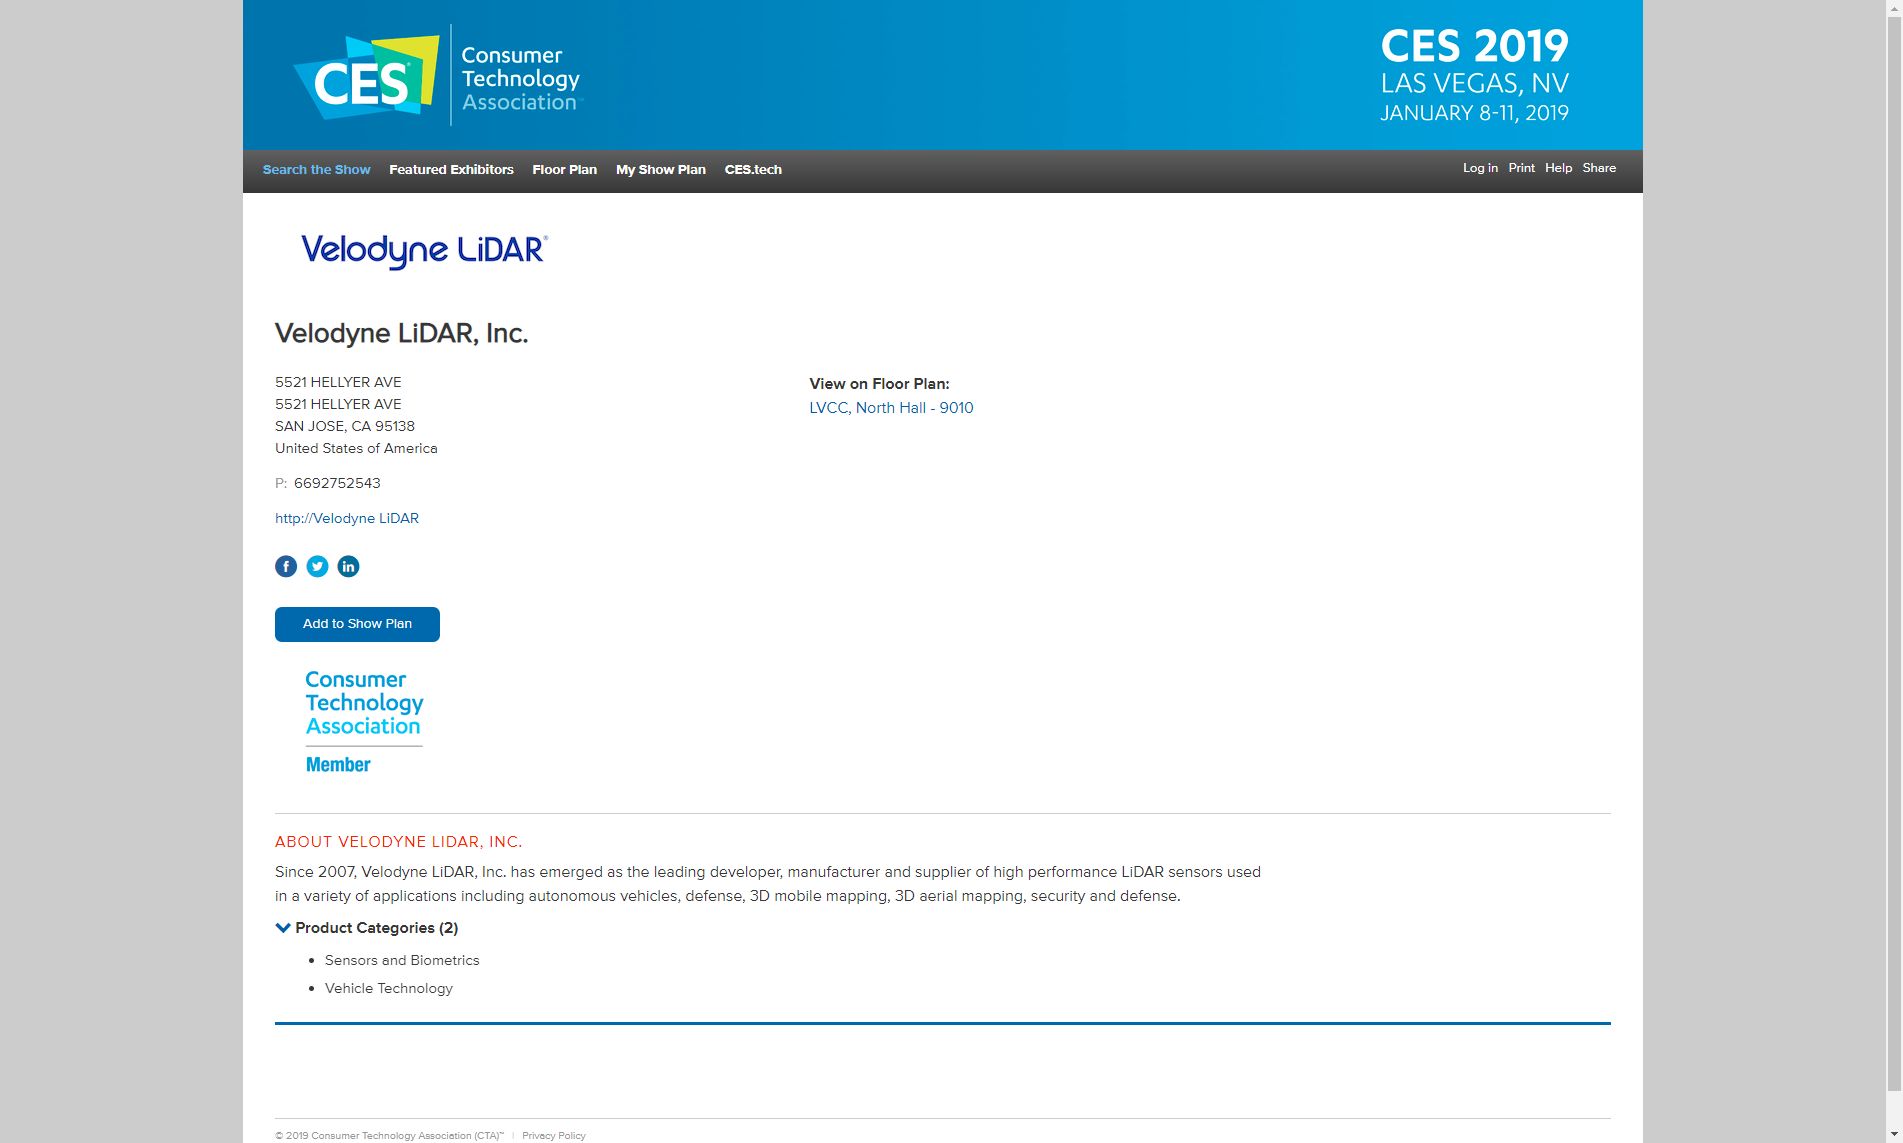 CES®
Consumer
Technology
Association™
CES 2019
LAS VEGAS, NV
JANUARY 8-11, 2019
Search the Show Featured Exhibitors Floor Plan My Show Plan CES.tech
Log in Print Help Share
Velodyne LiDAR®
Velodyne LiDAR, Inc.
5521 HELLYER AVE
5521 HELLYER AVE
SAN JOSE, CA 95138
United States of America
P: 6692752543
http://Velodyne LiDAR
View on Floor Plan:
LVCC, North Hall - 9010
f in
Add to Show Plan
Consumer
Technology
Association
Member
ABOUT VELODYNE LIDAR, INC.
Since 2007, Velodyne LiDAR, Inc. has emerged as the leading developer, manufacturer and supplier of high performance LiDAR sensors used
in a variety of applications including autonomous vehicles, defense, 3D mobile mapping, 3D aerial mapping, security and defense.
Product Categories (2)
• Sensors and Biometrics
• Vehicle Technology
© 2019 Consumer Technology Association (CTA)™ | Privacy Policy